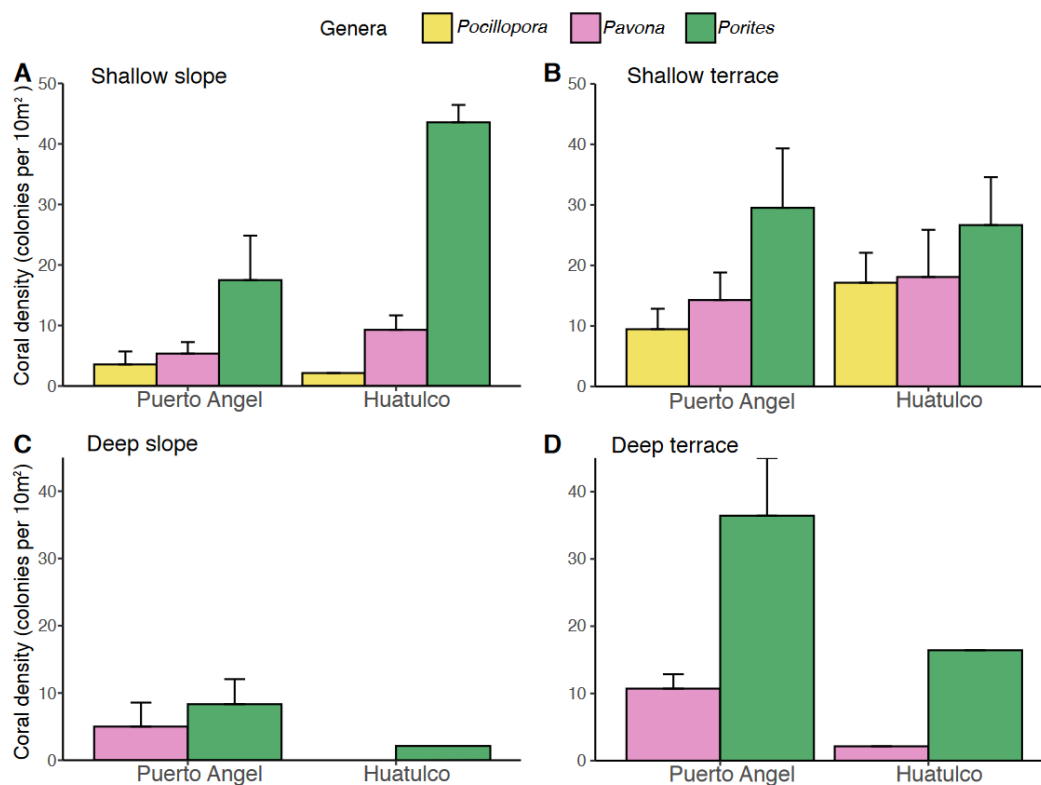 Genera Pocillopora Pavona Porites
A Shallow slope
Coral density (colonies per 10m²)
50
40
30
20
10
0
Puerto Angel Huatulco
B Shallow terrace
50
40
30
20
10
0
Puerto Angel Huatulco
C Deep slope
Coral density (colonies per 10m²)
40
30
20
10
0
Puerto Angel Huatulco
D Deep terrace
40
30
20
10
0
Puerto Angel Huatulco